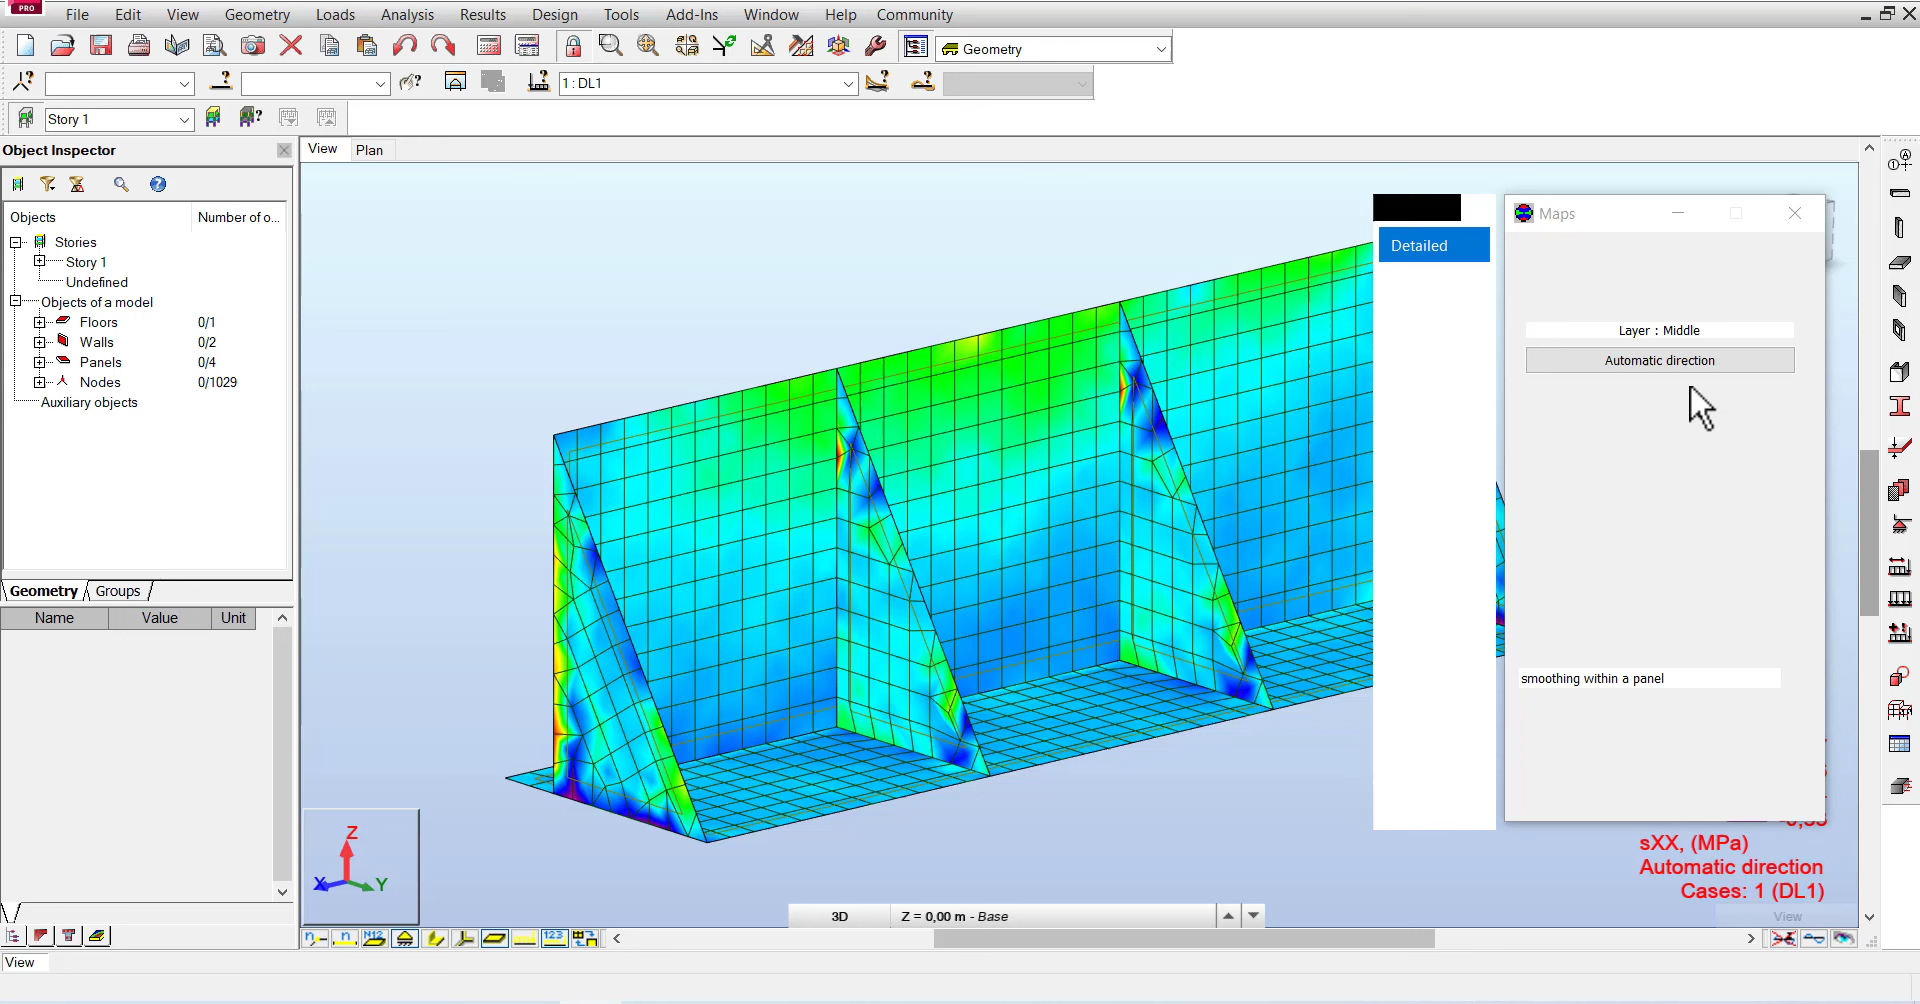 PRO
File Edit View Geometry Loads Analysis Results Design Tools Add-Ins Window Help Community
Geometry
1 : DL1
Story 1
Object Inspector
View Plan
Objects Number of o...
Stories
Story 1
Undefined
Objects of a model
Floors 0/1
Walls 0/2
Panels 0/4
Nodes 0/1029
Auxiliary objects
Geometry Groups
Name Value Unit
Detailed
Maps
Layer : Middle
Automatic direction
smoothing within a panel
sXX, (MPa)
Automatic direction
Cases: 1 (DL1)
Z
X
Y
3D Z = 0,00 m - Base
View
View